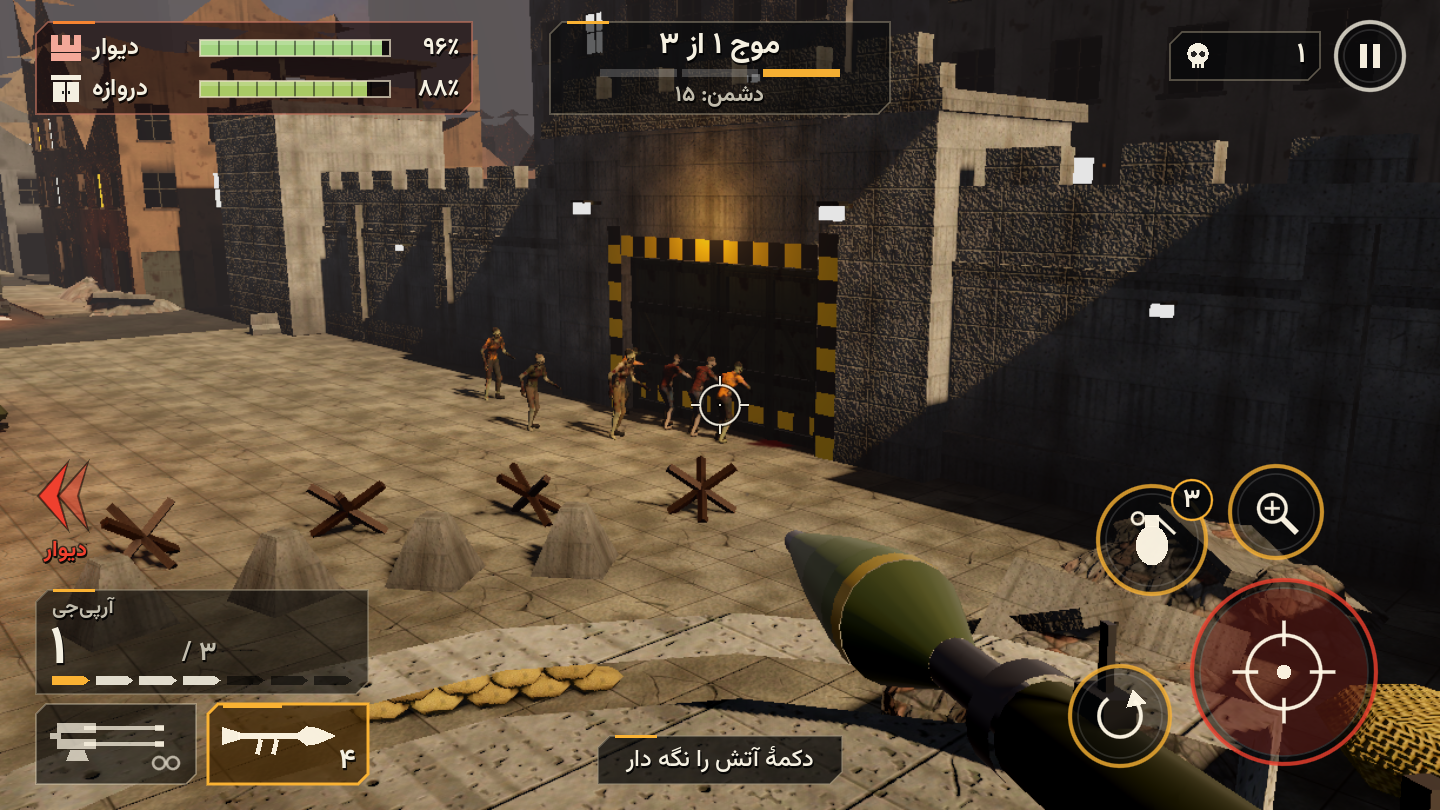 دیوار ۹۶٪
دروازه ۸۸٪
موج ۱ از ۳
دشمن: ۱۵
۱
دیوار
آرپی‌جی
۱ / ۳
∞
۴
۳
دکمهٔ آتش را نگه دار